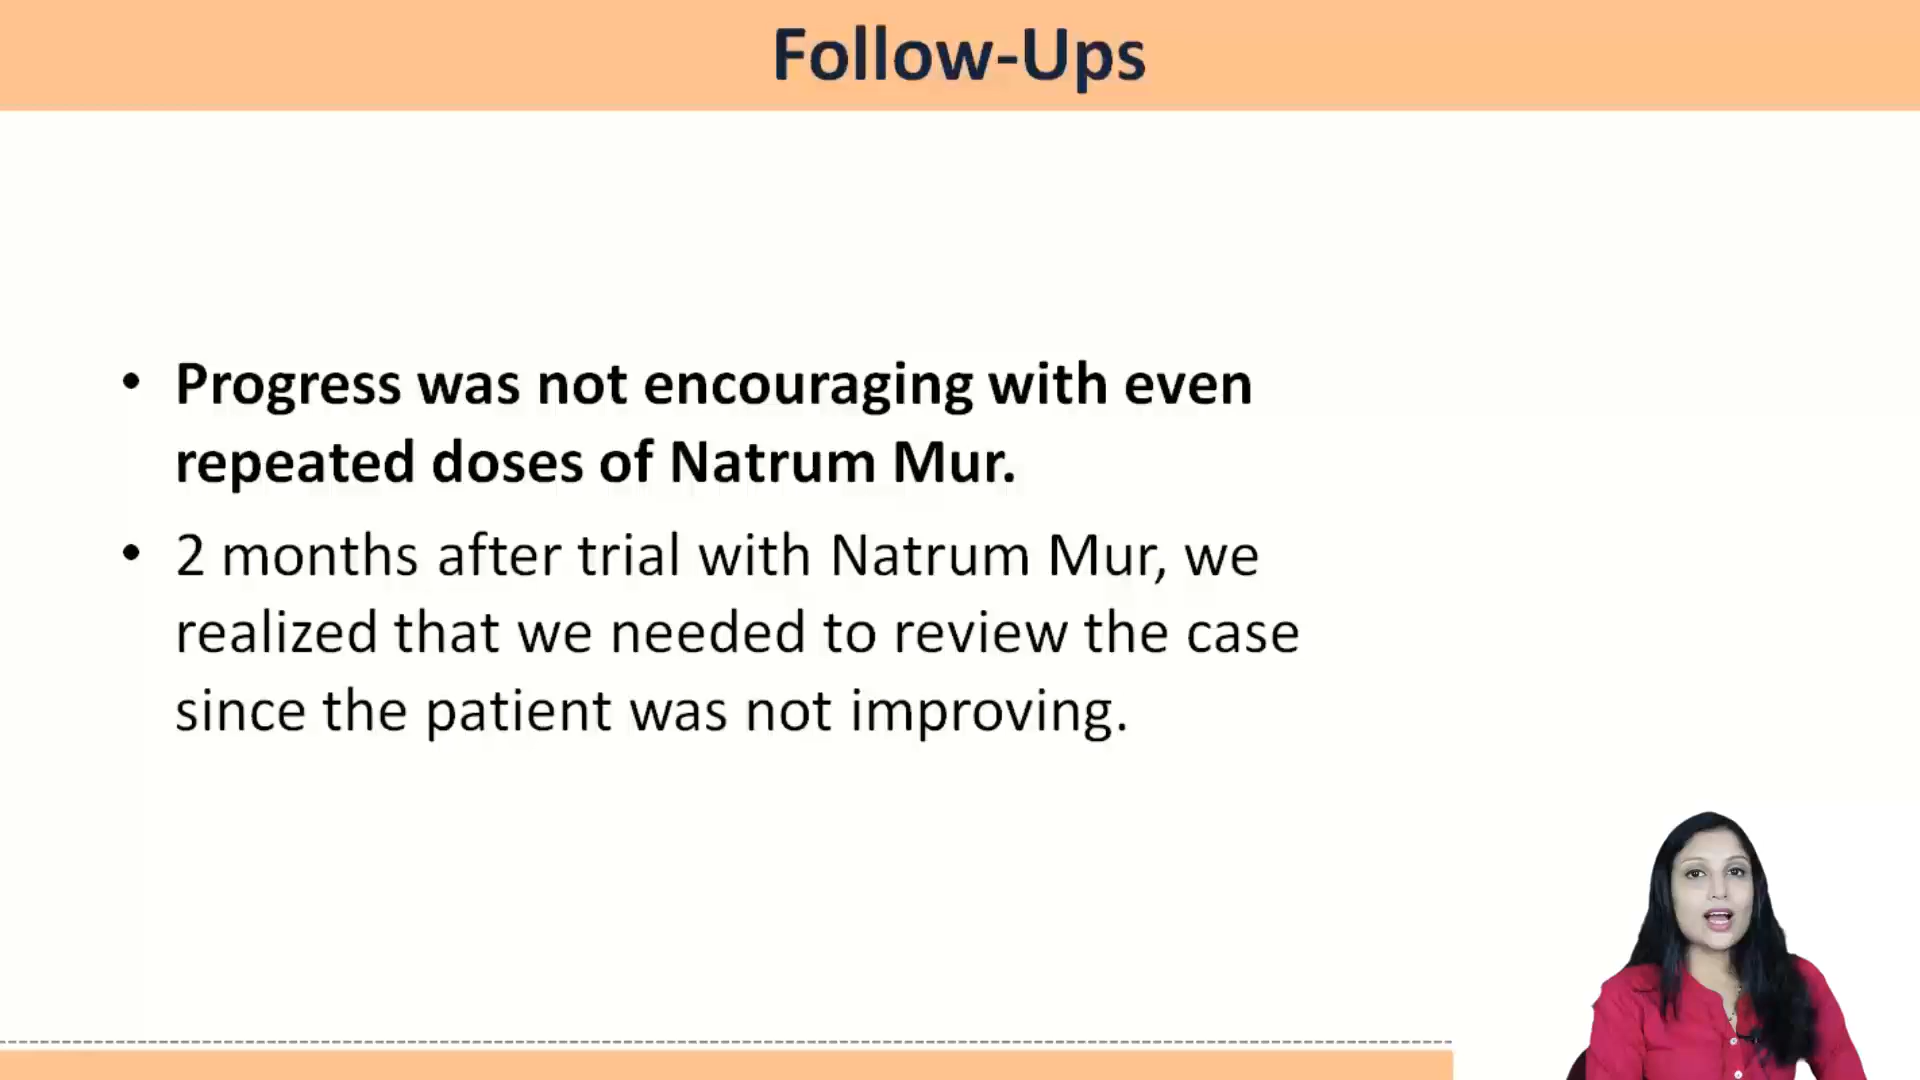 Follow-Ups
• Progress was not encouraging with even
repeated doses of Natrum Mur.
• 2 months after trial with Natrum Mur, we
realized that we needed to review the case
since the patient was not improving.